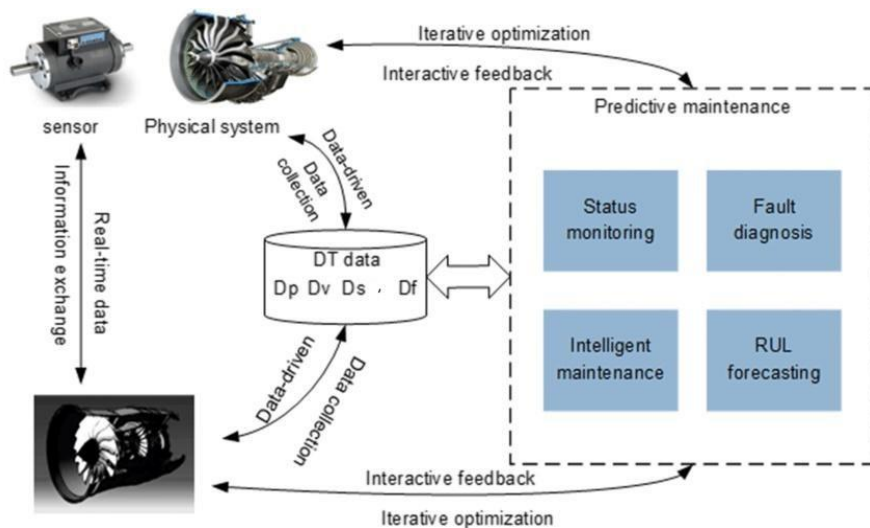 Iterative optimization
Interactive feedback
Predictive maintenance
sensor
Physical system
Data-driven
Data
collection
Status
monitoring
Fault
diagnosis
Real-time data
Information exchange
DT data
Dp Dv Ds , Df
Intelligent
maintenance
RUL
forecasting
Data-driven
Data collection
Interactive feedback
Iterative optimization